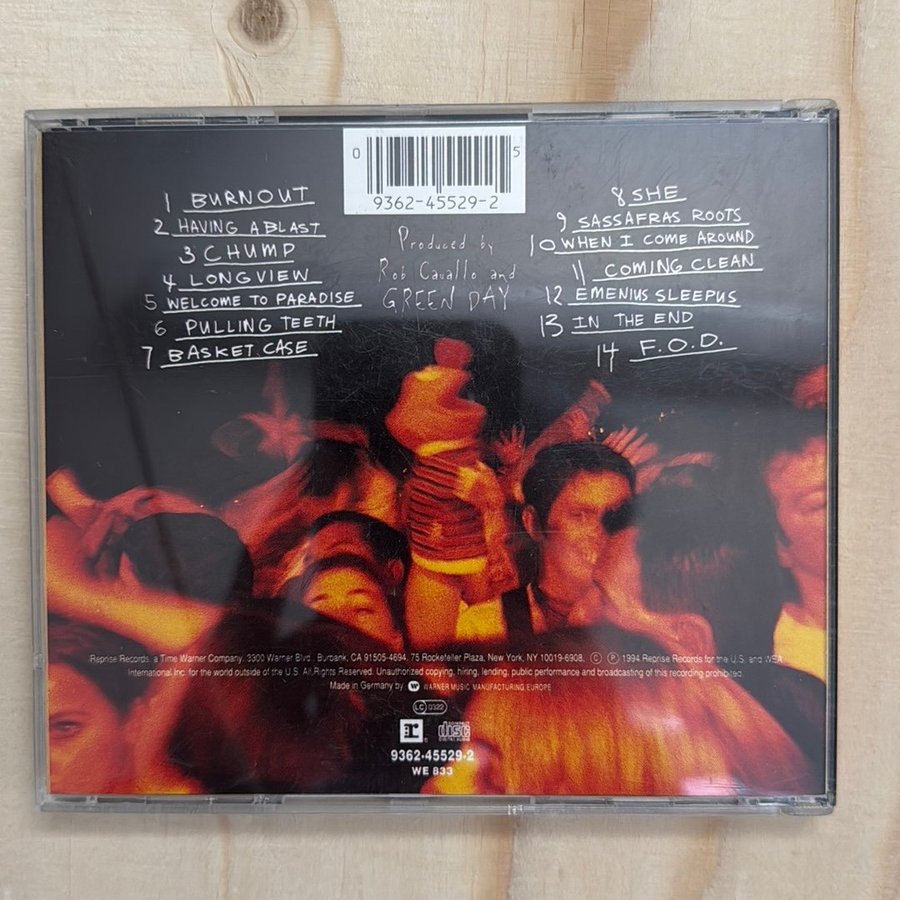 0 5
9362-45529-2
1 BURNOUT
2 HAVING A BLAST
3 CHUMP
4 LONGVIEW
5 WELCOME TO PARADISE
6 PULLING TEETH
7 BASKET CASE
Produced by
Rob Cavallo and
GREEN DAY
8 SHE
9 SASSAFRAS ROOTS
10 WHEN I COME AROUND
11 COMING CLEAN
12 EMENIUS SLEEPUS
13 IN THE END
14 F.O.D.
Reprise Records, a Time Warner Company, 3300 Warner Blvd., Burbank, CA 91505-4694, 75 Rockefeller Plaza, New York, NY 10019-6908. © ℗ 1994 Reprise Records for the U.S. and WEA
International Inc. for the world outside of the U.S. All Rights Reserved. Unauthorized copying, hiring, lending, public performance and broadcasting of this recording prohibited.
Made in Germany by WARNER MUSIC MANUFACTURING EUROPE
LC 0322
r ® COMPACT disc DIGITAL AUDIO
9362-45529-2
WE 833